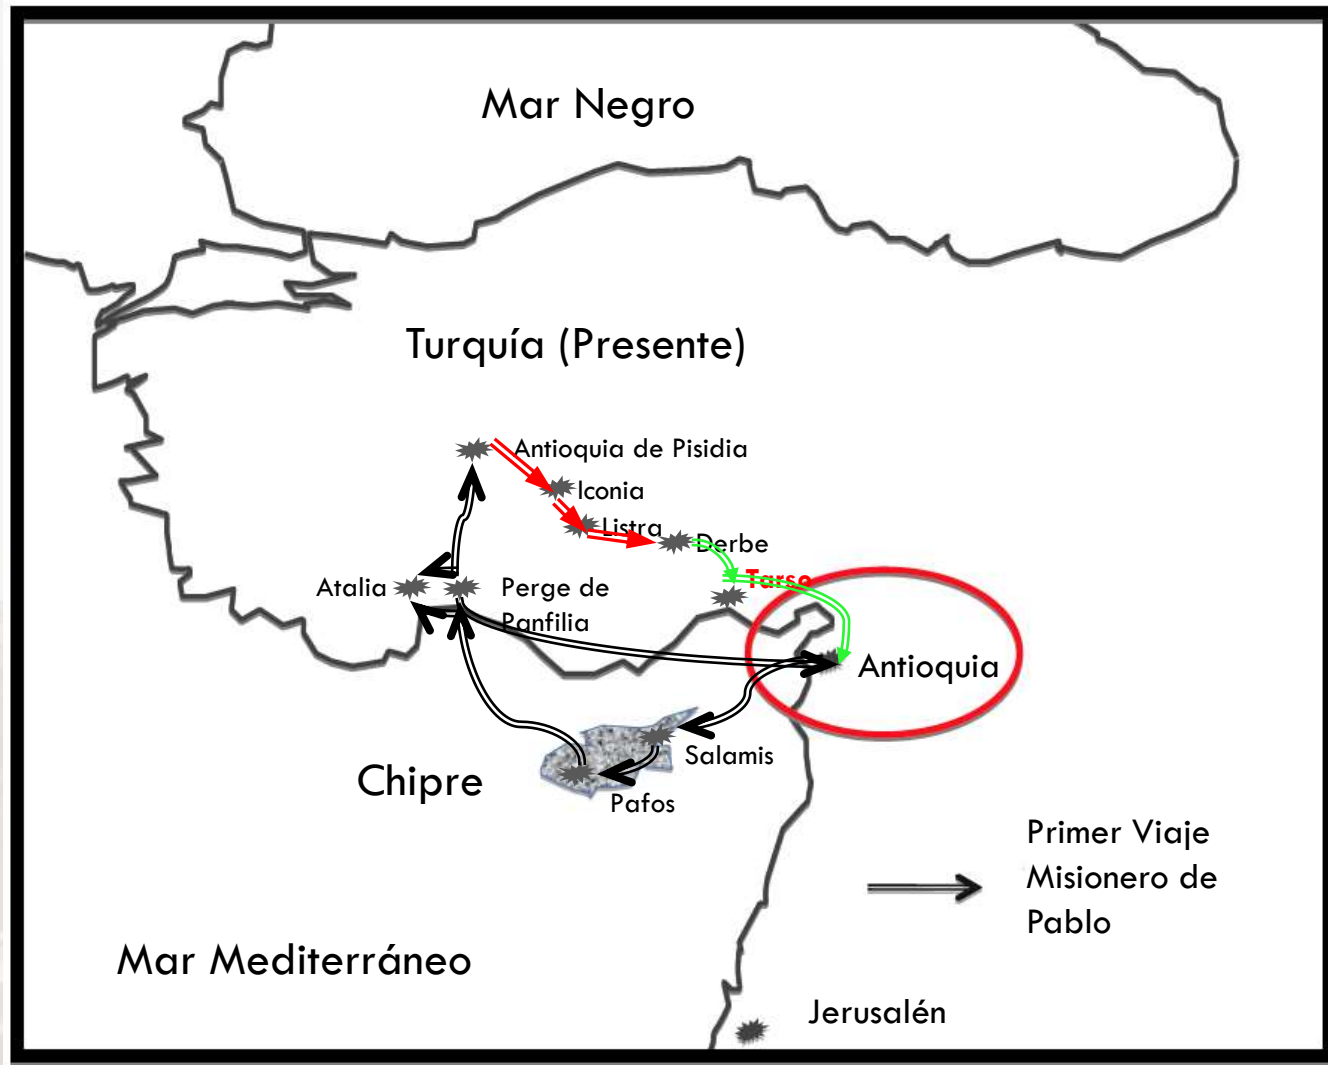 Mar Negro
Turquía (Presente)
Antioquia de Pisidia
Iconia
Listra
Derbe
Tarso
Atalia
Perge de
Panfilia
Antioquia
Salamis
Chipre
Pafos
Primer Viaje
Misionero de
Pablo
Mar Mediterráneo
Jerusalén